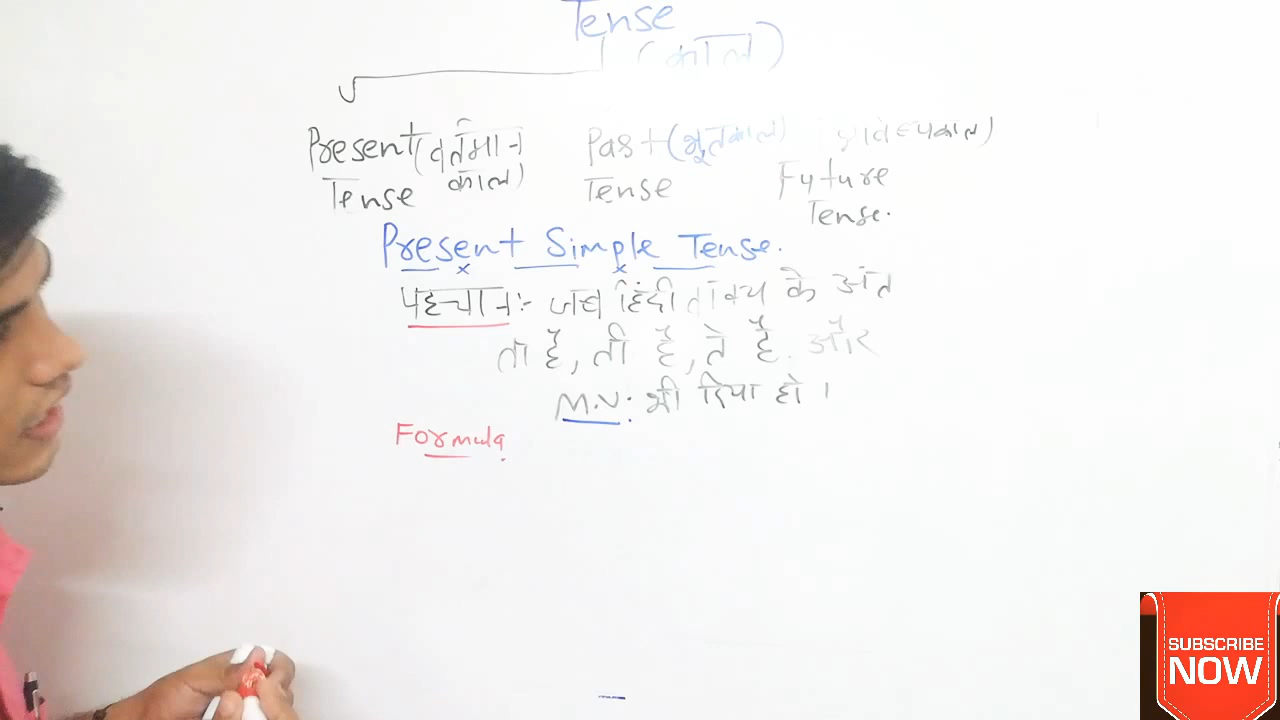 Tense
(काल)
Present (वर्तमान काल) Tense
Past (भूतकाल) Tense
(भविष्यकाल) Future Tense.
Present Simple Tense.
पहचान :- जब हिंदी वाक्य के अंत
ता है, ती है, ते है. और
M.V. भी दिया हो ।
Formula
SUBSCRIBE
NOW